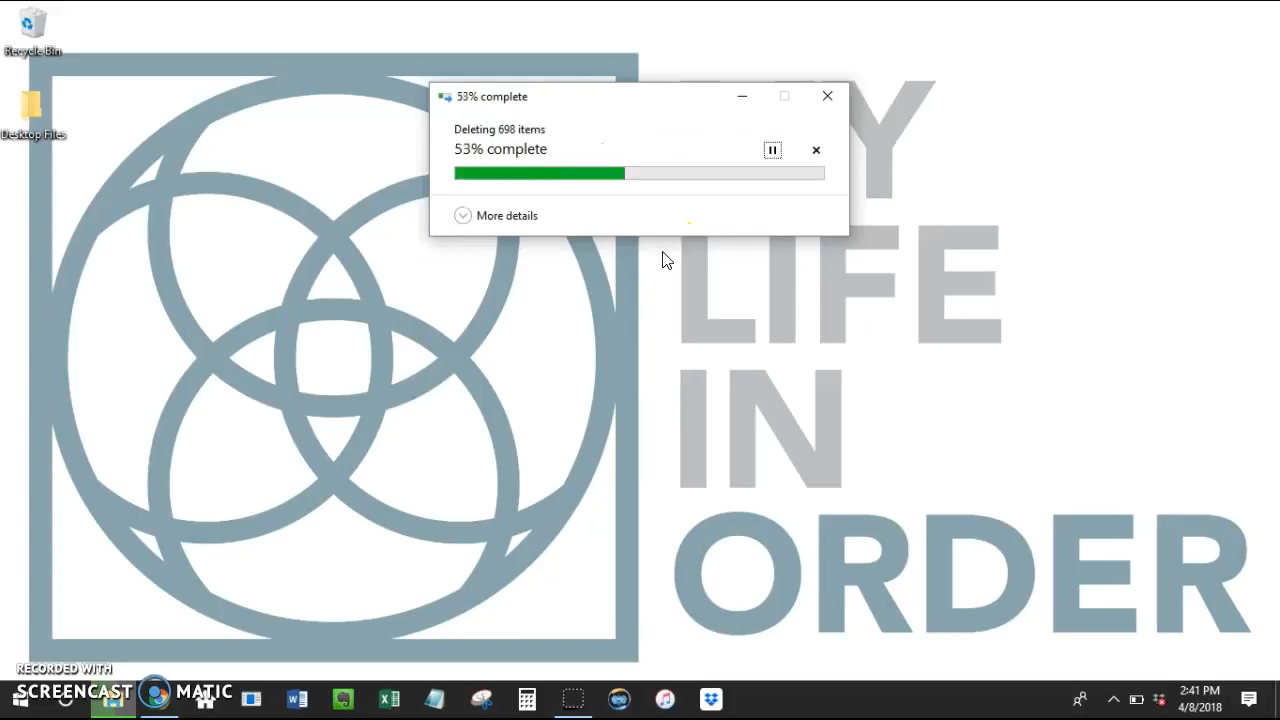 Recycle Bin
Desktop Files
53% complete
Deleting 698 items
53% complete
More details
LIFE
IN
ORDER
RECORDED WITH
SCREENCAST MATIC
2:41 PM
4/8/2018